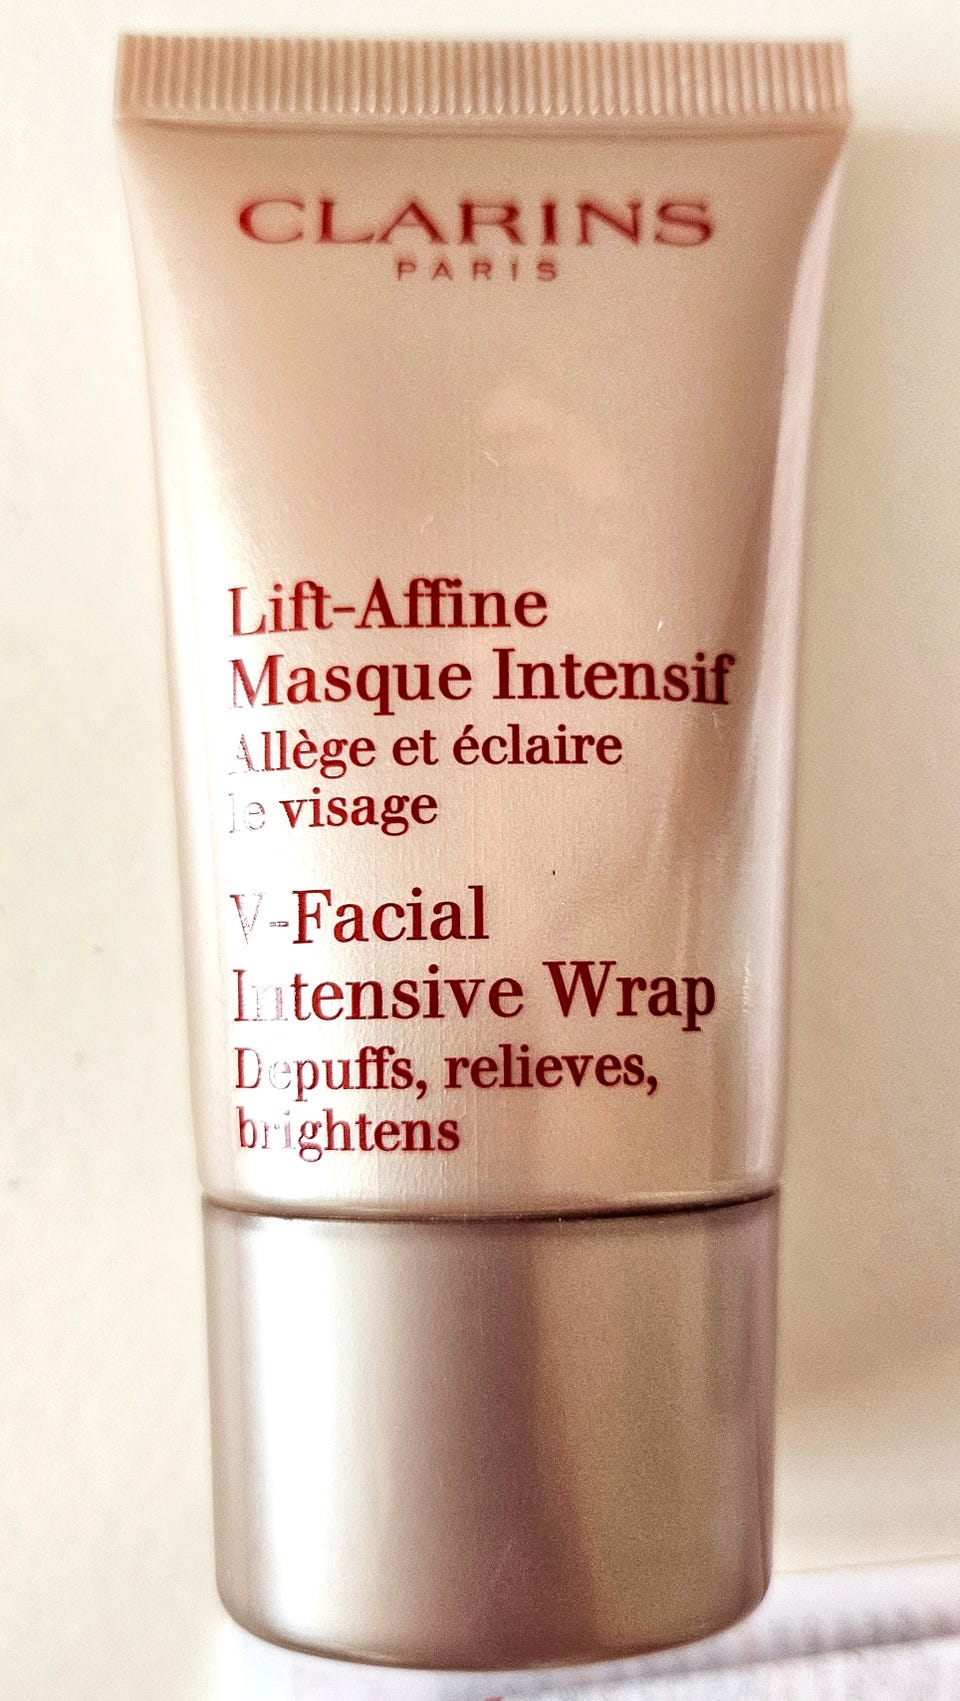 CLARINS
PARIS
Lift-Affine
Masque Intensif
Allège et éclaire
le visage
V-Facial
Intensive Wrap
Depuffs, relieves,
brightens